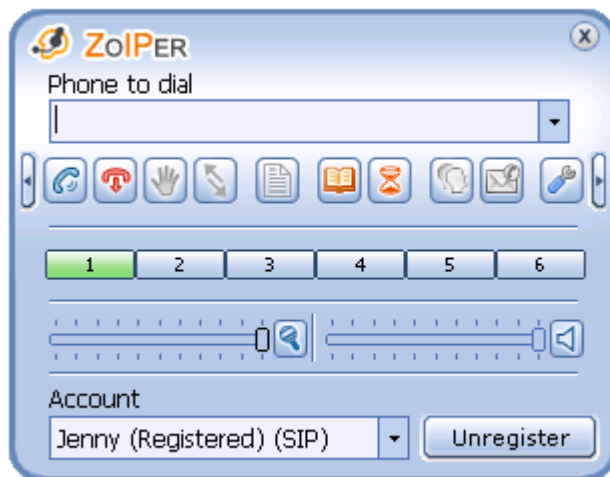 ZoIPER
Phone to dial
1 2 3 4 5 6
Account
Jenny (Registered) (SIP)
Unregister